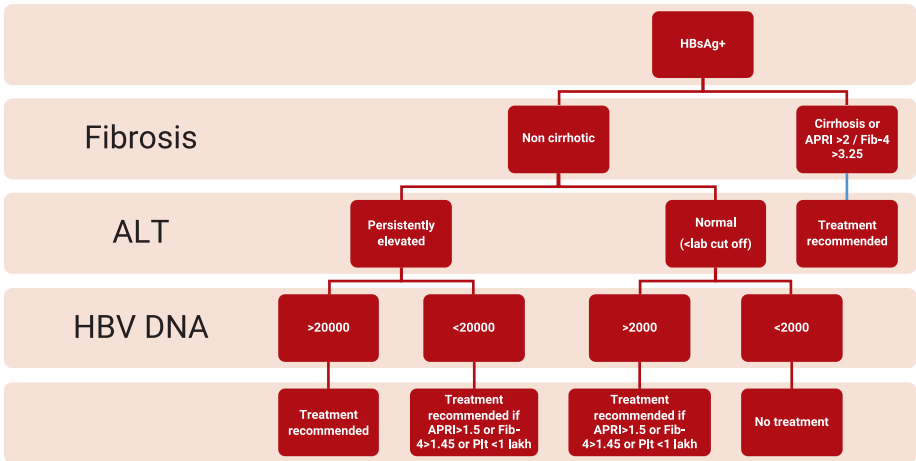 HBsAg+
Fibrosis
Non cirrhotic
Cirrhosis or
APRI >2 / Fib-4
>3.25
ALT
Persistently
elevated
Normal
(<lab cut off)
Treatment
recommended
HBV DNA
>20000
<20000
>2000
<2000
Treatment
recommended
Treatment
recommended if
APRI>1.5 or Fib-
4>1.45 or Plt <1 lakh
Treatment
recommended if
APRI>1.5 or Fib-
4>1.45 or Plt <1 lakh
No treatment